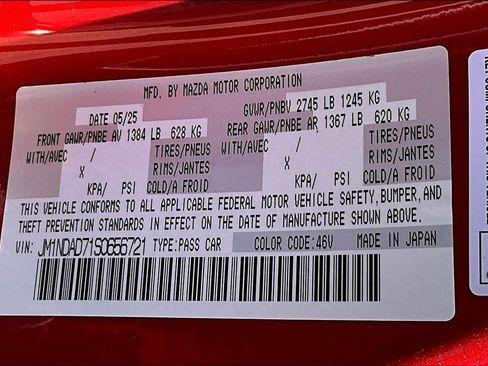 MFD. BY MAZDA MOTOR CORPORATION
DATE 05/25 GVWR/PNBV 2745 LB 1245 KG
FRONT GAWR/PNBE AV 1384 LB 628 KG REAR GAWR/PNBE AR 1367 LB 620 KG
WITH/AVEC / TIRES/PNEUS WITH/AVEC / TIRES/PNEUS
X RIMS/JANTES X RIMS/JANTES
KPA/ PSI COLD/A FROID KPA/ PSI COLD/A FROID
THIS VEHICLE CONFORMS TO ALL APPLICABLE FEDERAL MOTOR VEHICLE SAFETY, BUMPER, AND
THEFT PREVENTION STANDARDS IN EFFECT ON THE DATE OF MANUFACTURE SHOWN ABOVE.
VIN: JM1NDAD71S0656721 TYPE:PASS CAR COLOR CODE:46V MADE IN JAPAN